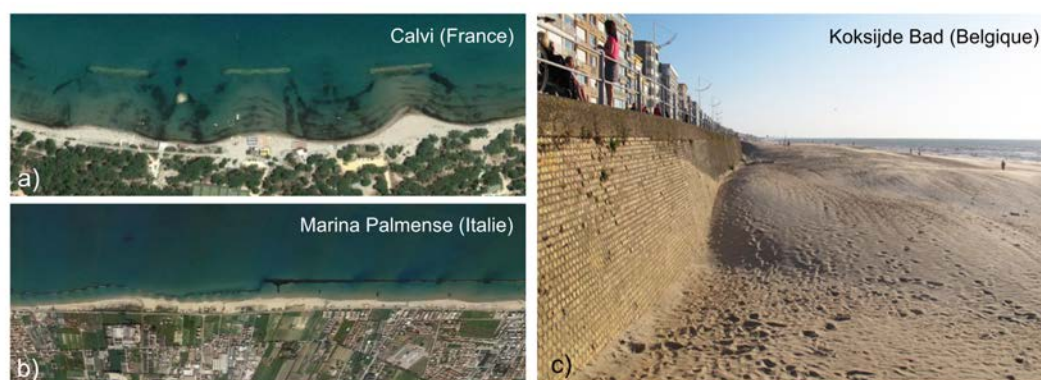 Calvi (France)
a)
Marina Palmense (Italie)
b)
Koksijde Bad (Belgique)
c)